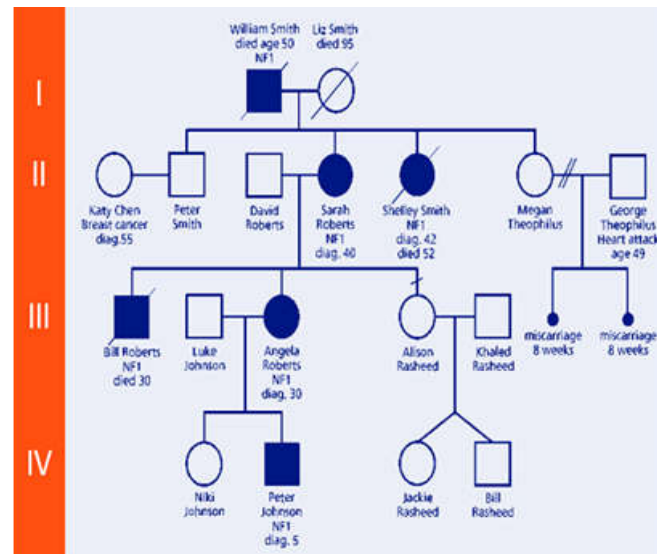 William Smith
died age 50
NF1
Liz Smith
died 95
I
II
Katy Chen
Breast cancer
diag.55
Peter
Smith
David
Roberts
Sarah
Roberts
NF1
diag. 40
Shelley Smith
NF1
diag. 42
died 52
Megan
Theophilus
George
Theophilus
Heart attack
age 49
III
Bill Roberts
NF1
died 30
Luke
Johnson
Angela
Roberts
NF1
diag. 30
Alison
Rasheed
Khaled
Rasheed
miscarriage
8 weeks
miscarriage
8 weeks
IV
Niki
Johnson
Peter
Johnson
NF1
diag. 5
Jackie
Rasheed
Bill
Rasheed